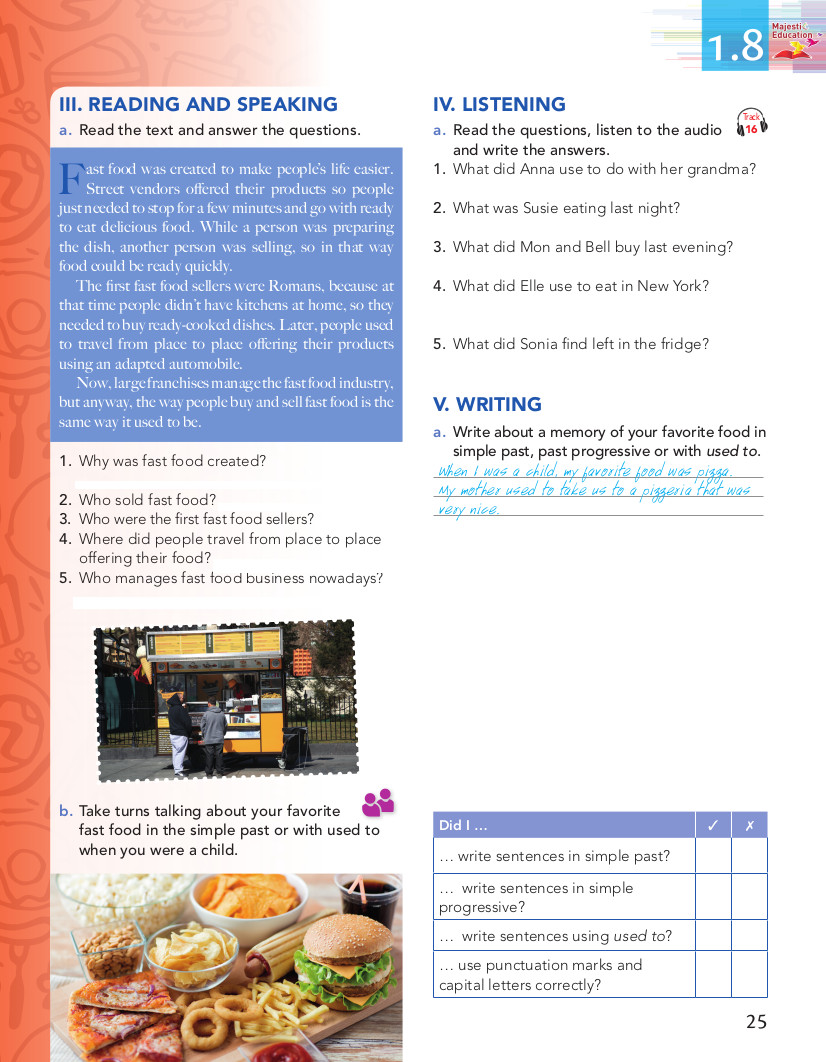 1.8
Majesti
Education
III. READING AND SPEAKING
a. Read the text and answer the questions.
Fast food was created to make people's life easier.
Street vendors offered their products so people
just needed to stop for a few minutes and go with ready
to eat delicious food. While a person was preparing
the dish, another person was selling, so in that way
food could be ready quickly.
The first fast food sellers were Romans, because at
that time people didn't have kitchens at home, so they
needed to buy ready-cooked dishes. Later, people used
to travel from place to place offering their products
using an adapted automobile.
Now, large franchises manage the fast food industry,
but anyway, the way people buy and sell fast food is the
same way it used to be.
1. Why was fast food created?
2. Who sold fast food?
3. Who were the first fast food sellers?
4. Where did people travel from place to place
offering their food?
5. Who manages fast food business nowadays?
b. Take turns talking about your favorite
fast food in the simple past or with used to
when you were a child.
IV. LISTENING
a. Read the questions, listen to the audio
and write the answers.
Track
16
1. What did Anna use to do with her grandma?
2. What was Susie eating last night?
3. What did Mon and Bell buy last evening?
4. What did Elle use to eat in New York?
5. What did Sonia find left in the fridge?
V. WRITING
a. Write about a memory of your favorite food in
simple past, past progressive or with used to.
When I was a child, my favorite food was pizza.
My mother used to take us to a pizzeria that was
very nice.
Did I … ✓ ✗
… write sentences in simple past?
… write sentences in simple
progressive?
… write sentences using used to?
… use punctuation marks and
capital letters correctly?
25